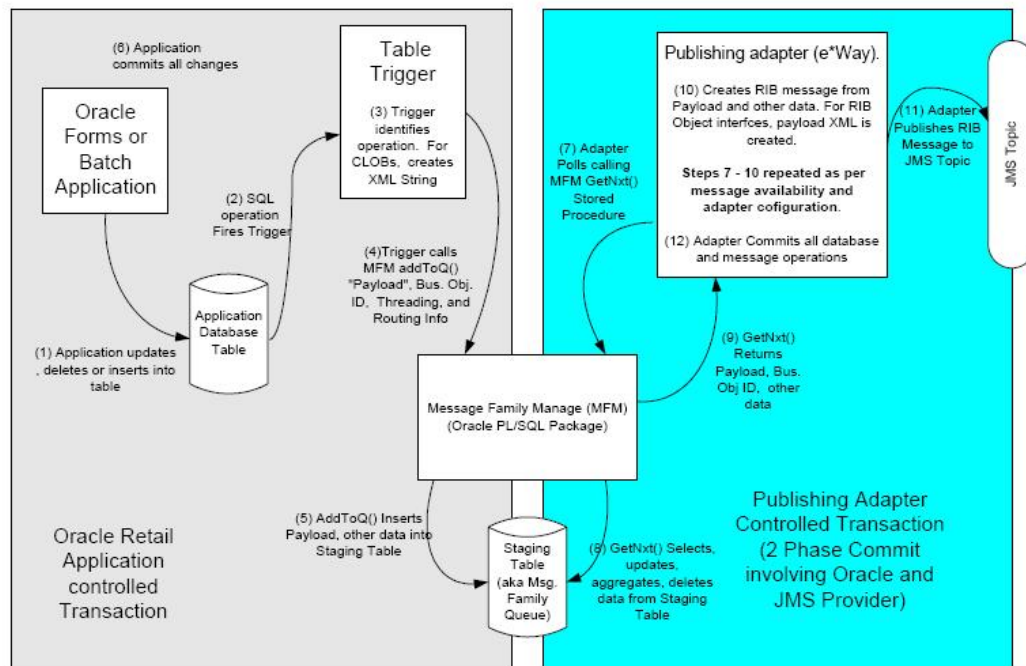 (6) Application
commits all changes
Oracle
Forms or
Batch
Application
Table
Trigger
(3) Trigger
identifies
operation. For
CLOBs, creates
XML String
(2) SQL
operation
Fires Trigger
(4)Trigger calls
MFM addToQ()
"Payload", Bus. Obj.
ID, Threading, and
Routing Info
Application
Database
Table
(1) Application updates
, deletes or inserts into
table
Publishing adapter (e*Way).
(10) Creates RIB message from
Payload and other data. For RIB
Object interfces, payload XML is
created.
Steps 7 - 10 repeated as per
message availability and
adapter cofiguration.
(12) Adapter Commits all database
and message operations
(11) Adapter
Publishes RIB
Message to
JMS Topic
JMS Topic
(7) Adapter
Polls calling
MFM GetNxt()
Stored
Procedure
(9) GetNxt()
Returns
Payload, Bus.
Obj ID, other
data
Message Family Manage (MFM)
(Oracle PL/SQL Package)
(5) AddToQ() Inserts
Payload, other data into
Staging Table
Staging
Table
(aka Msg.
Family
Queue)
(8) GetNxt() Selects,
updates,
aggregates, deletes
data from Staging
Table
Oracle Retail
Application
controlled
Transaction
Publishing Adapter
Controlled Transaction
(2 Phase Commit
involving Oracle and
JMS Provider)